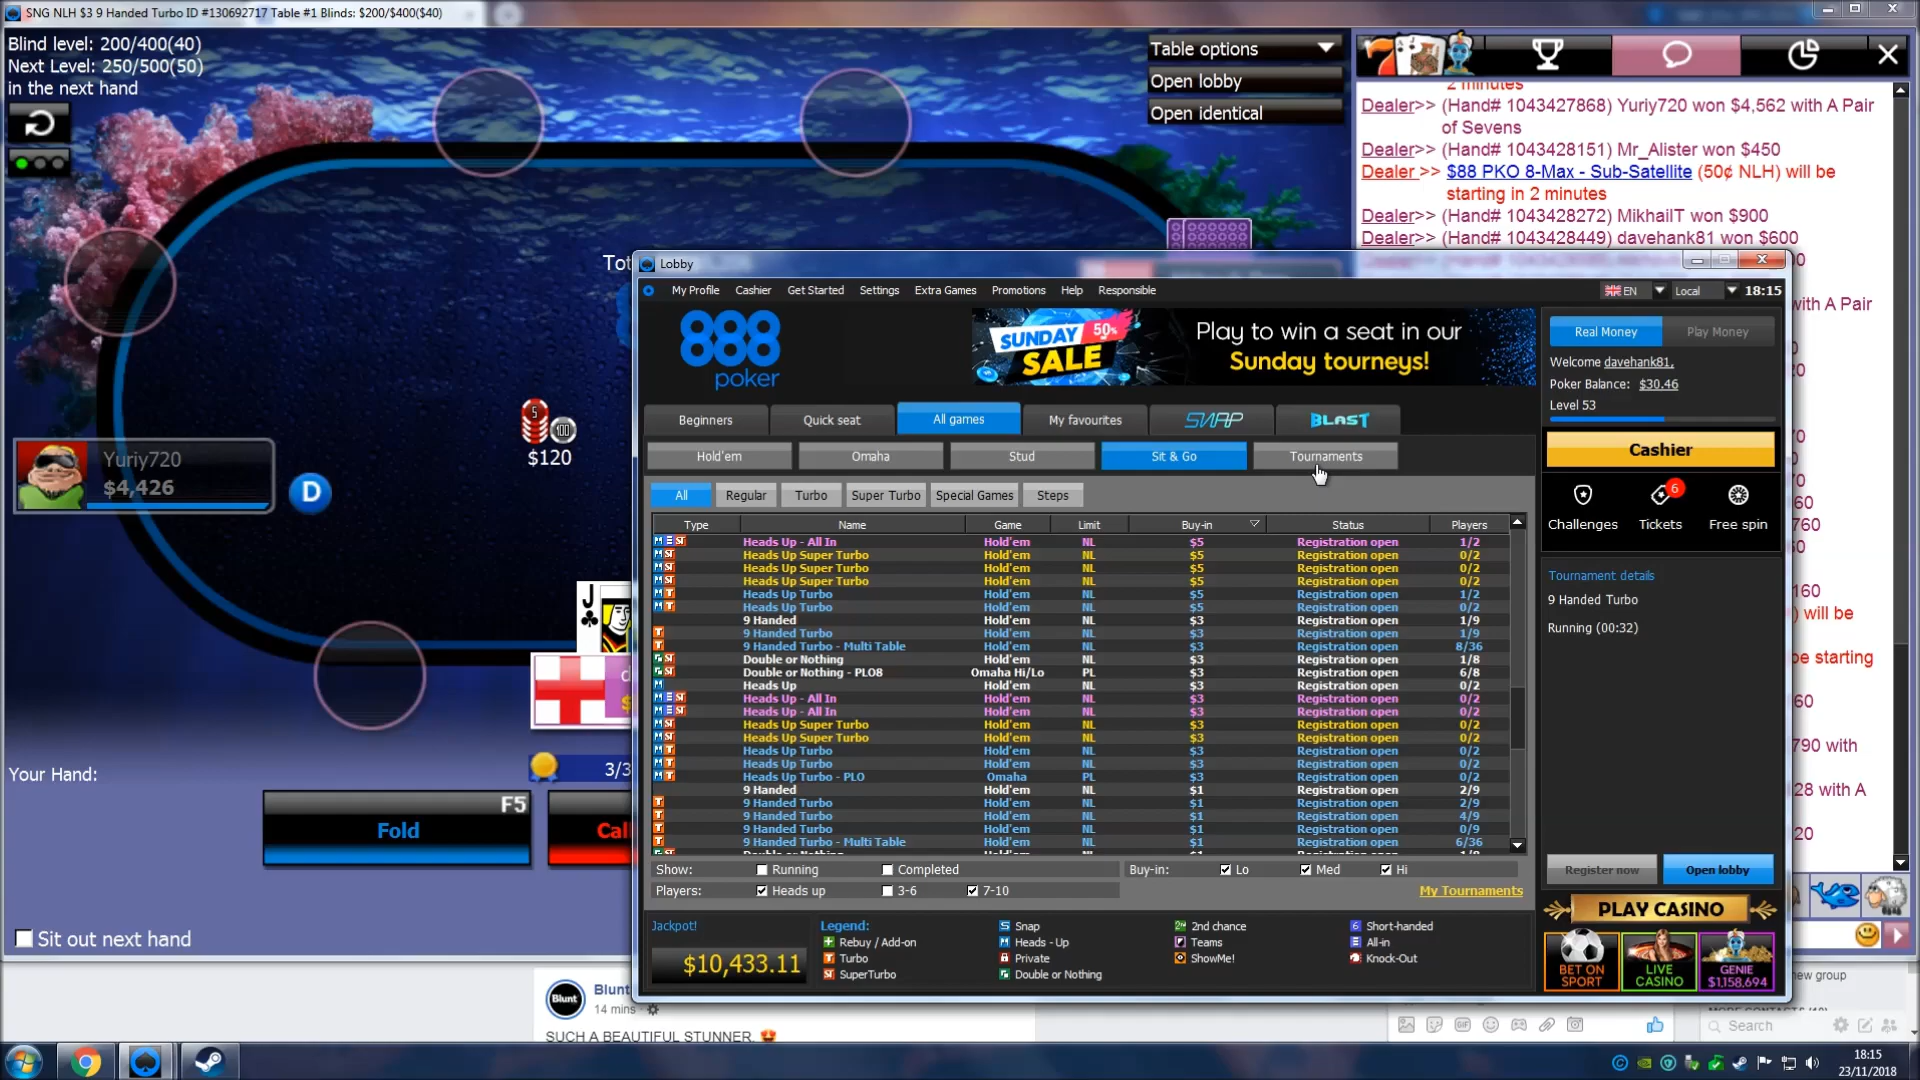 SNG NLH $3 9 Handed Turbo ID #130692717 Table #1 Blinds: $200/$400($40)
Blind level: 200/400(40)
Next Level: 250/500(50)
in the next hand
Table options
Open lobby
Open identical
2 minutes
Dealer>> (Hand# 1043427868) Yuriy720 won $4,562 with A Pair
of Sevens
Dealer>> (Hand# 1043428151) Mr_Alister won $450
Dealer >> $88 PKO 8-Max - Sub-Satellite (50¢ NLH) will be
starting in 2 minutes
Dealer>> (Hand# 1043428272) MikhailT won $900
Dealer>> (Hand# 1043428449) davehank81 won $600
with A Pair
Tot
Yuriy720
$4,426
D
5
100
$120
J
Your Hand:
3/3
F5
Fold
Cal
Sit out next hand
Lobby
My Profile Cashier Get Started Settings Extra Games Promotions Help Responsible
EN Local 18:15
888
poker
SUNDAY 50%
SALE
Play to win a seat in our
Sunday tourneys!
Real Money Play Money
Welcome davehank81,
Poker Balance: $30.46
Level 53
Cashier
6
Challenges Tickets Free spin
Beginners Quick seat All games My favourites SNAP BLAST
Hold'em Omaha Stud Sit & Go Tournaments
All Regular Turbo Super Turbo Special Games Steps
Type Name Game Limit Buy-in Status Players
Heads Up - All In Hold'em NL $5 Registration open 1/2
Heads Up Super Turbo Hold'em NL $5 Registration open 0/2
Heads Up Super Turbo Hold'em NL $5 Registration open 0/2
Heads Up Super Turbo Hold'em NL $5 Registration open 0/2
Heads Up Turbo Hold'em NL $5 Registration open 1/2
Heads Up Turbo Hold'em NL $5 Registration open 0/2
9 Handed Hold'em NL $3 Registration open 1/9
9 Handed Turbo Hold'em NL $3 Registration open 1/9
9 Handed Turbo - Multi Table Hold'em NL $3 Registration open 8/36
Double or Nothing Hold'em NL $3 Registration open 1/8
Double or Nothing - PLO8 Omaha Hi/Lo PL $3 Registration open 6/8
Heads Up Hold'em NL $3 Registration open 0/2
Heads Up - All In Hold'em NL $3 Registration open 0/2
Heads Up - All In Hold'em NL $3 Registration open 0/2
Heads Up Super Turbo Hold'em NL $3 Registration open 0/2
Heads Up Super Turbo Hold'em NL $3 Registration open 0/2
Heads Up Turbo Hold'em NL $3 Registration open 0/2
Heads Up Turbo Hold'em NL $3 Registration open 0/2
Heads Up Turbo - PLO Omaha PL $3 Registration open 0/2
9 Handed Hold'em NL $1 Registration open 2/9
9 Handed Turbo Hold'em NL $1 Registration open 2/9
9 Handed Turbo Hold'em NL $1 Registration open 4/9
9 Handed Turbo Hold'em NL $1 Registration open 0/9
9 Handed Turbo - Multi Table Hold'em NL $1 Registration open 6/36
Show: Running Completed Buy-in: Lo Med Hi
Players: Heads up 3-6 7-10 My Tournaments
Jackpot!
$10,433.11
Legend:
Rebuy / Add-on
Turbo
SuperTurbo
Snap
Heads - Up
Private
Double or Nothing
2nd chance
Teams
ShowMe!
Short-handed
All-in
Knock-Out
Tournament details
9 Handed Turbo
Running (00:32)
Register now Open lobby
PLAY CASINO
BET ON
SPORT
LIVE
CASINO
GENIE
$1,158,694
will be
be starting
790 with
28 with A
Blunt
Blunt
14 mins
SUCH A BEAUTIFUL STUNNER.
new group
Search
18:15
23/11/2018